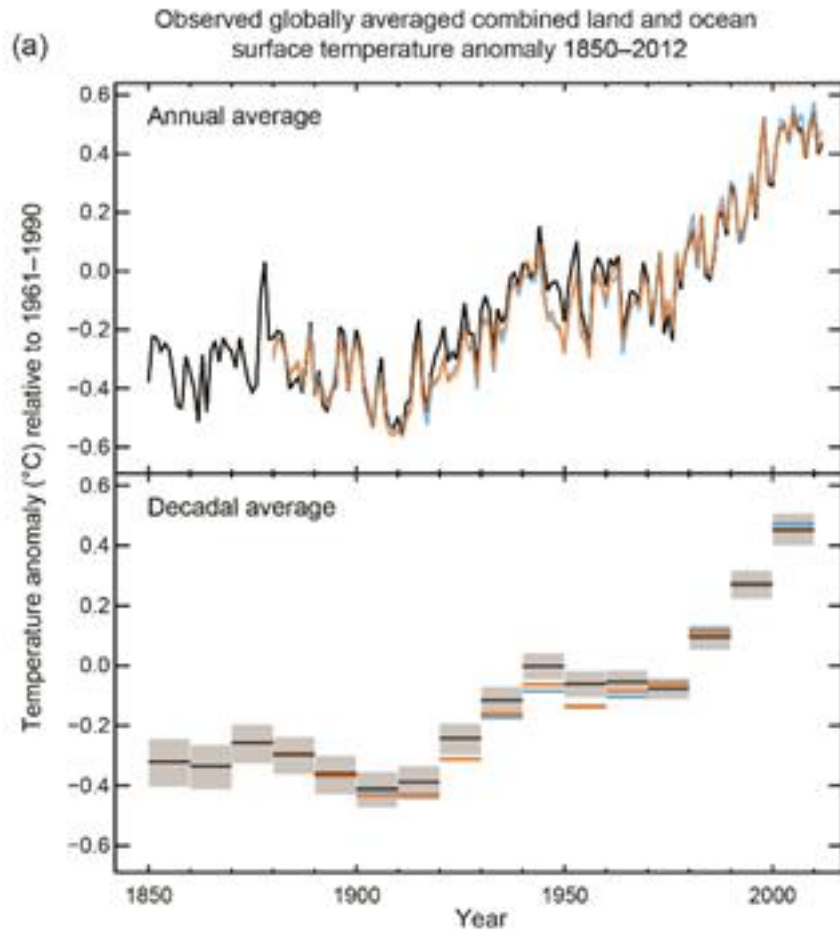 Observed globally averaged combined land and ocean
surface temperature anomaly 1850–2012
(a)
Annual average
0.6
0.4
0.2
0.0
−0.2
−0.4
−0.6
Temperature anomaly (°C) relative to 1961–1990
Decadal average
0.6
0.4
0.2
0.0
−0.2
−0.4
−0.6
1850
1900
1950
2000
Year